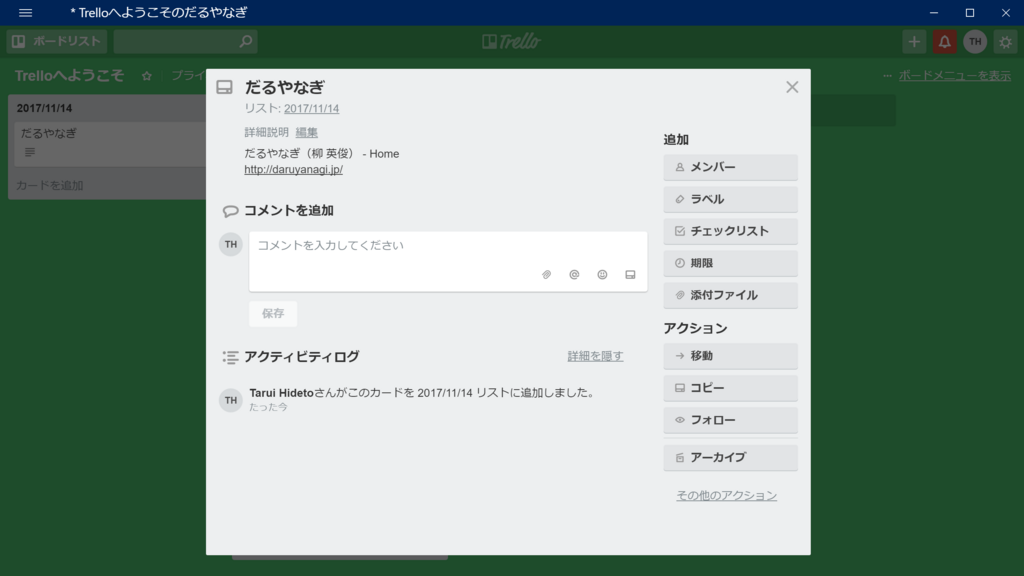 * Trelloへようこそのだるやなぎ
ボードリスト
Trello
TH
Trelloへようこそ
プライ
… ボードメニューを表示
2017/11/14
だるやなぎ
カードを追加
だるやなぎ
リスト: 2017/11/14
詳細説明 編集
だるやなぎ（柳 英俊） - Home
http://daruyanagi.jp/
コメントを追加
TH
コメントを入力してください
保存
アクティビティログ
詳細を隠す
TH
Tarui Hidetoさんがこのカードを 2017/11/14 リストに追加しました。
たった今
追加
メンバー
ラベル
チェックリスト
期限
添付ファイル
アクション
移動
コピー
フォロー
アーカイブ
その他のアクション